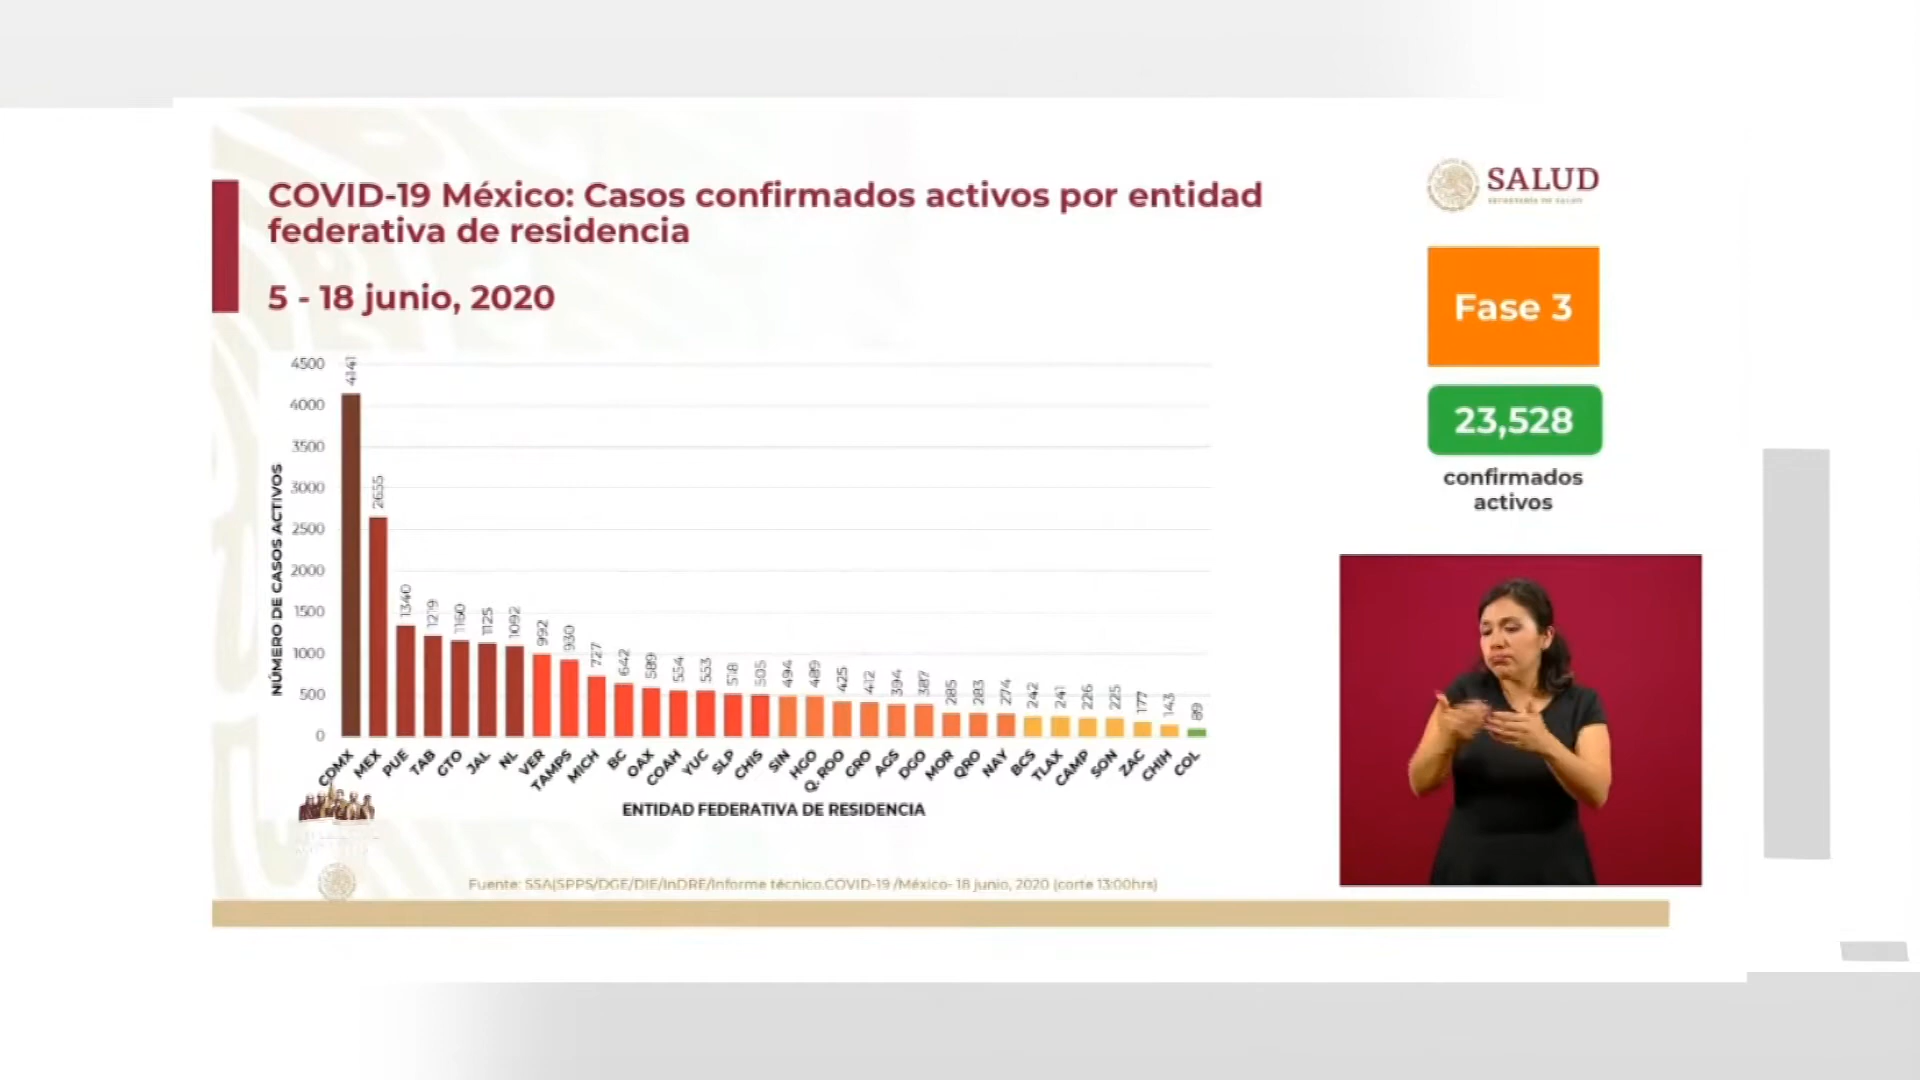 COVID-19 México: Casos confirmados activos por entidad
federativa de residencia
5 - 18 junio, 2020
SALUD
SECRETARÍA DE SALUD
Fase 3
23,528
confirmados
activos
NÚMERO DE CASOS ACTIVOS
4500
4000
3500
3000
2500
2000
1500
1000
500
0
4141
2655
1340
1219
1160
1125
1092
992
930
727
642
589
554
553
518
505
494
489
425
412
394
387
285
283
274
242
241
226
225
177
143
89
CDMX
MEX
PUE
TAB
GTO
JAL
NL
VER
TAMPS
MICH
BC
OAX
COAH
YUC
SLP
CHIS
SIN
HGO
Q. ROO
GRO
AGS
DGO
MOR
QRO
NAY
BCS
TLAX
CAMP
SON
ZAC
CHIH
COL
ENTIDAD FEDERATIVA DE RESIDENCIA
Fuente: SSA(SPPS/DGE/DIE/InDRE/Informe técnico.COVID-19 /México- 18 junio, 2020 (corte 13:00hrs)